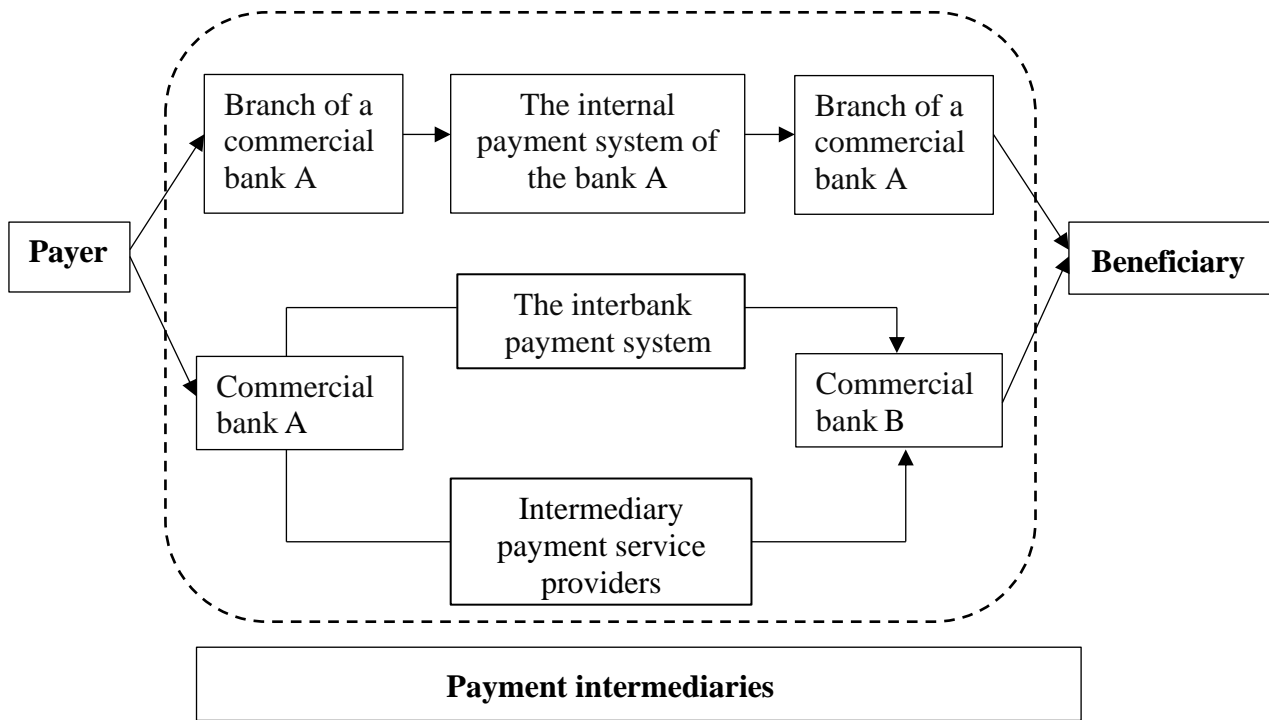 Branch of a
commercial
bank A
The internal
payment system of
the bank A
Branch of a
commercial
bank A
Payer
Beneficiary
The interbank
payment system
Commercial
bank A
Commercial
bank B
Intermediary
payment service
providers
Payment intermediaries